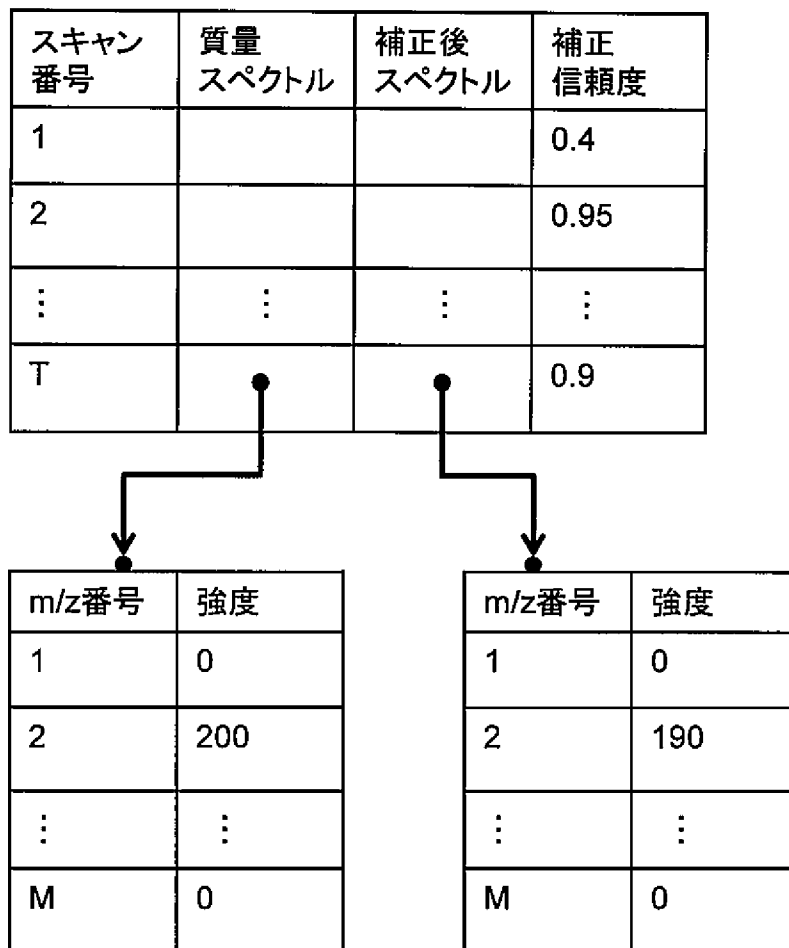 スキャン 質量 補正後 補正
番号 スペクトル スペクトル 信頼度
1 0.4
2 0.95
⋮ ⋮ ⋮ ⋮
T 0.9
m/z番号 強度
1 0
2 200
⋮ ⋮
M 0
m/z番号 強度
1 0
2 190
⋮ ⋮
M 0